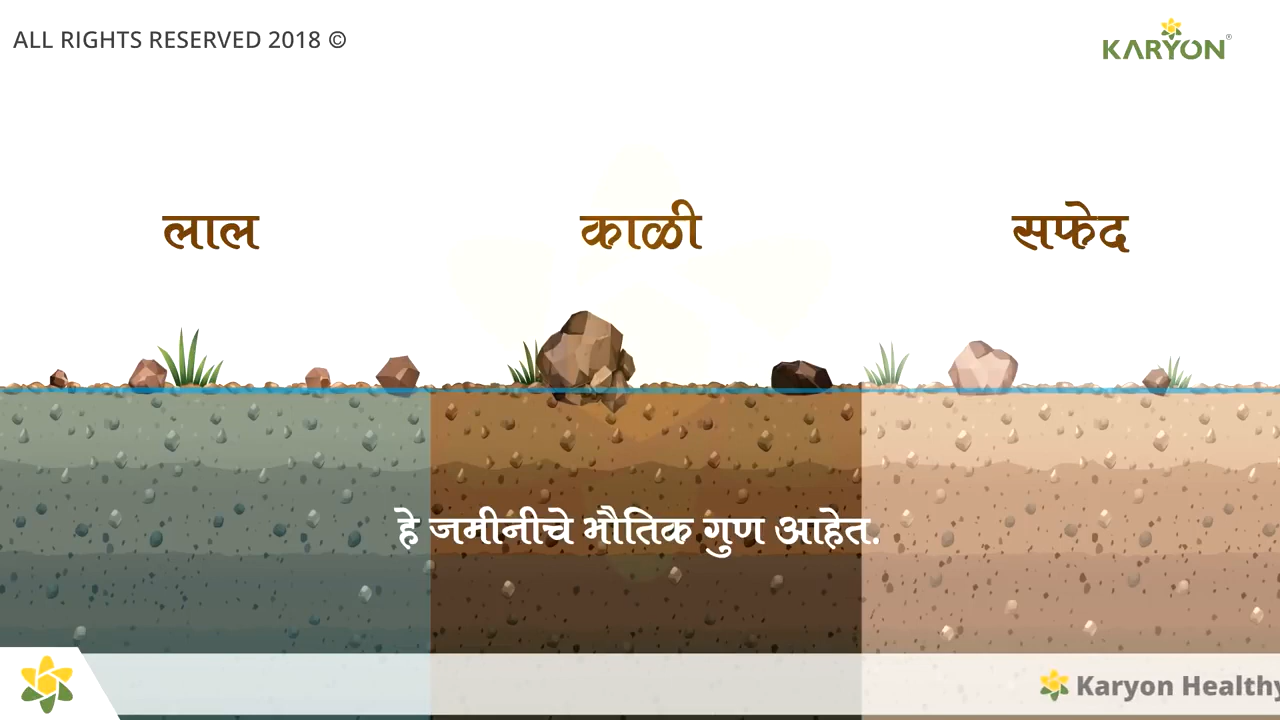 ALL RIGHTS RESERVED 2018 ©
KARYON®
लाल
काळी
सफेद
हे जमीनीचे भौतिक गुण आहेत.
Karyon Healthy